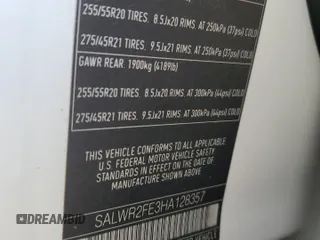 255/55R20 TIRES. 8.5Jx20 RIMS. AT 250kPa (37psi) COLD
275/45R21 TIRES. 9.5Jx21 RIMS. AT 250kPa (37psi) COLD
GAWR REAR. 1900kg (4189lb)
255/55R20 TIRES. 8.5Jx20 RIMS. AT 300kPa (44psi) COLD
275/45R21 TIRES. 9.5Jx21 RIMS. AT 300kPa (44psi) COLD
THIS VEHICLE CONFORMS TO ALL APPLICABLE
U.S. FEDERAL MOTOR VEHICLE SAFETY
STANDARDS IN EFFECT ON THE DATE OF
MANUFACTURE SHOWN ABOVE.
SALWR2FE3HA128357